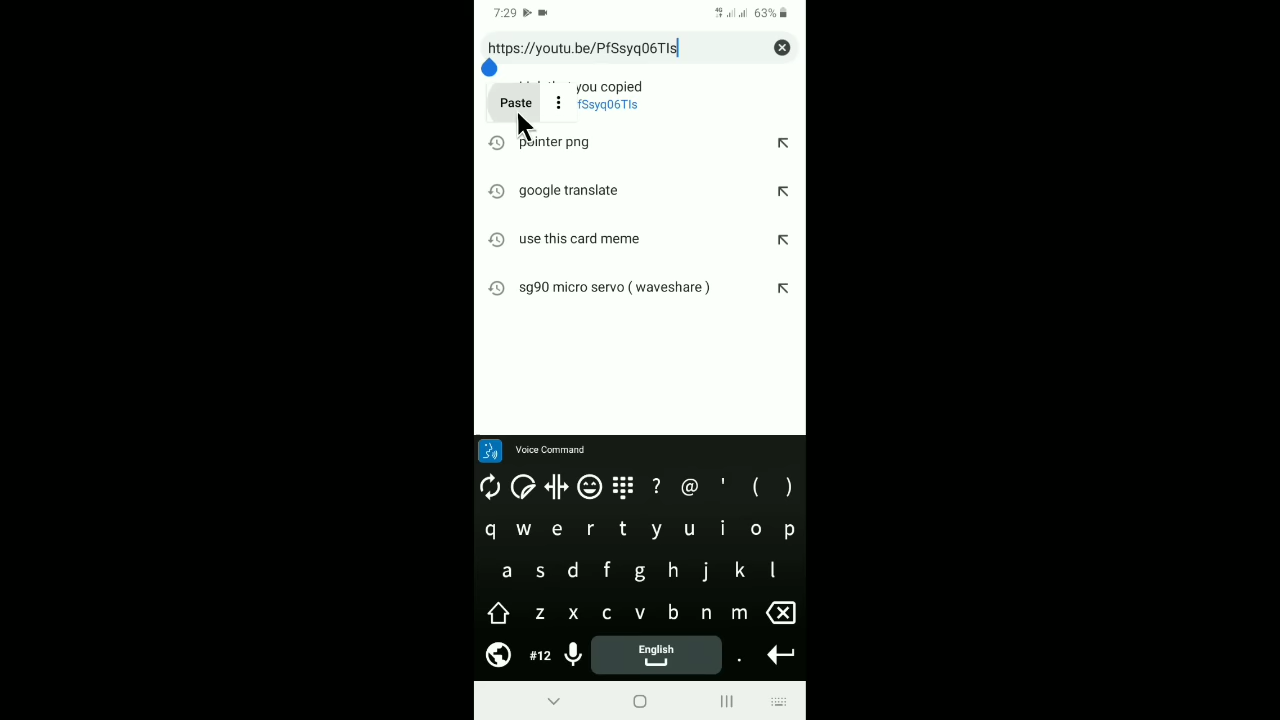 7:29 4G 63%
https://youtu.be/PfSsyq06TIs
you copied
Paste fSsyq06TIs
pointer png
google translate
use this card meme
sg90 micro servo ( waveshare )
Voice Command
? @ ' ( )
q w e r t y u i o p
a s d f g h j k l
z x c v b n m
#12 English .